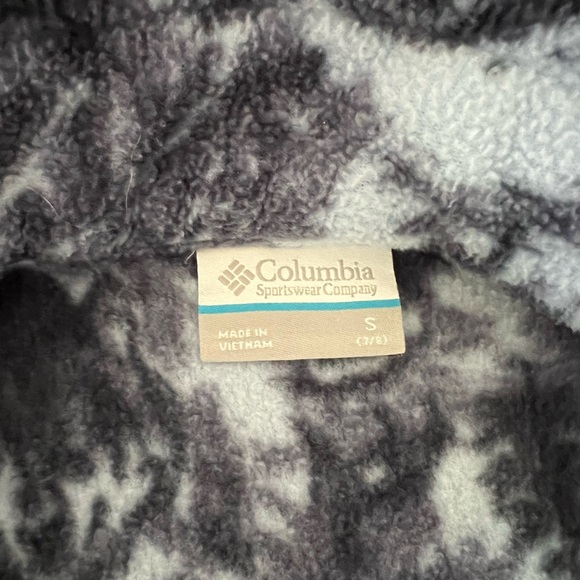 Columbia
Sportswear Company
MADE IN
VIETNAM
S
(7/8)